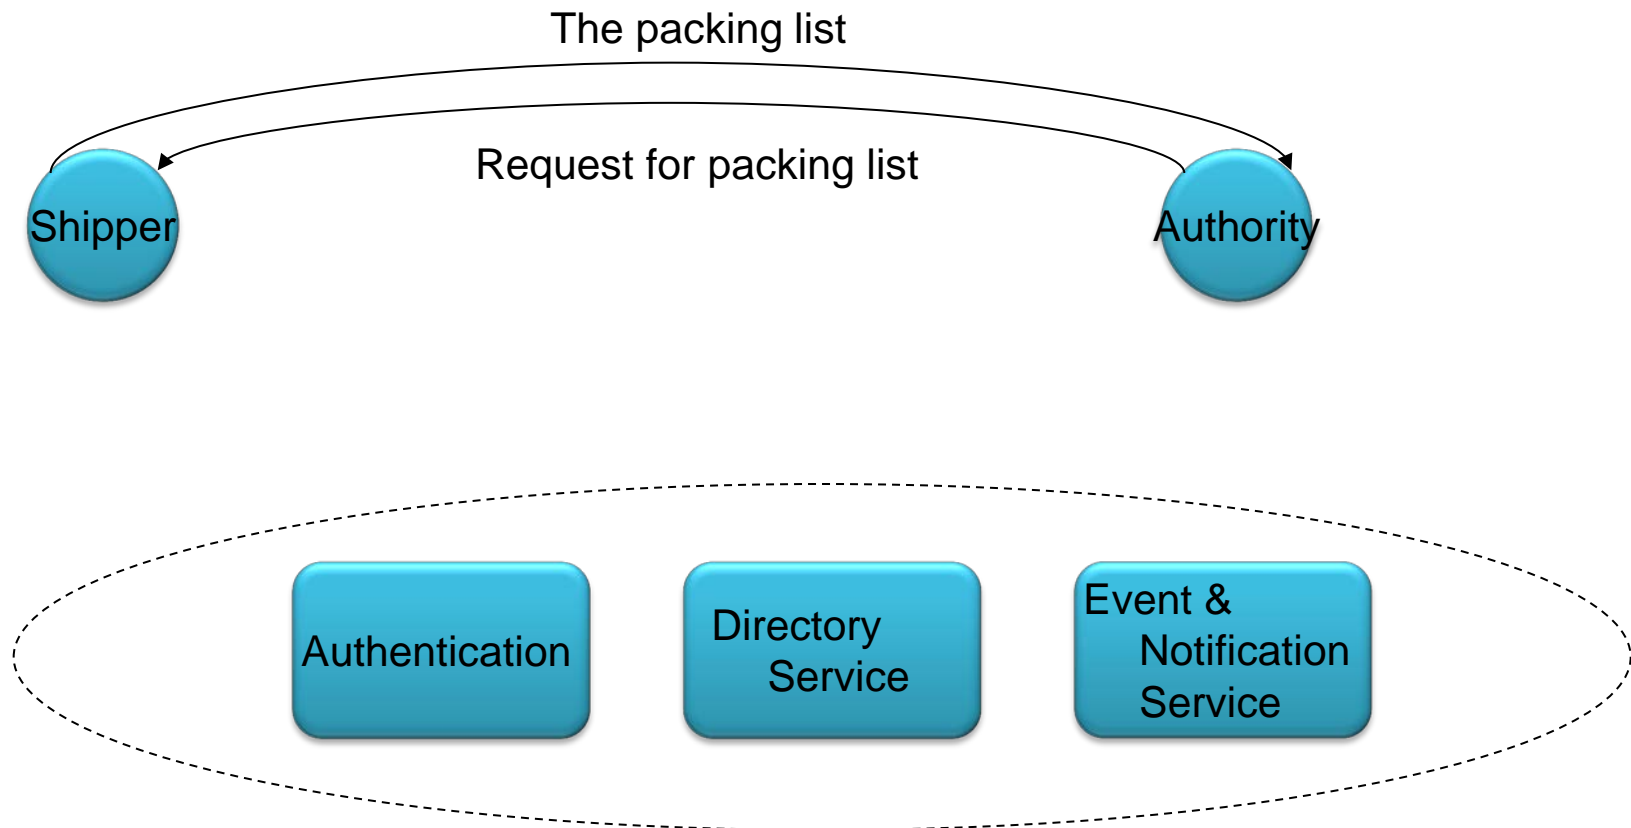 The packing list
Request for packing list
Shipper
Authority
Authentication
Directory
Service
Event &
Notification
Service